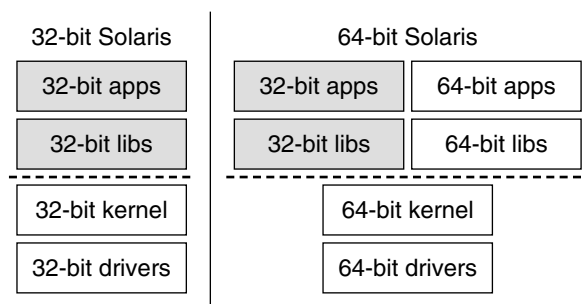 32-bit Solaris
32-bit apps
32-bit libs
32-bit kernel
32-bit drivers
64-bit Solaris
32-bit apps 64-bit apps
32-bit libs 64-bit libs
64-bit kernel
64-bit drivers